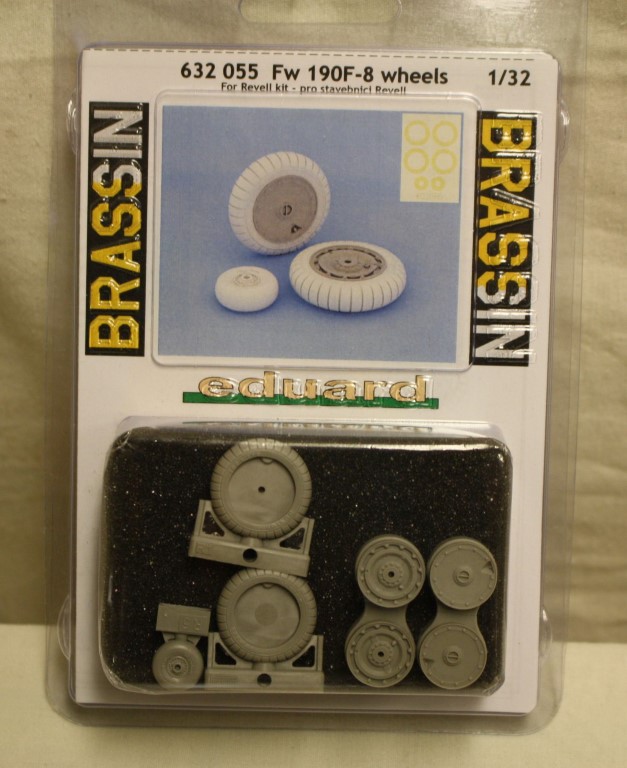 632 055 Fw 190F-8 wheels 1/32
For Revell kit - pro stavebnici Revell
BRASSIN
BRASSIN
eduard